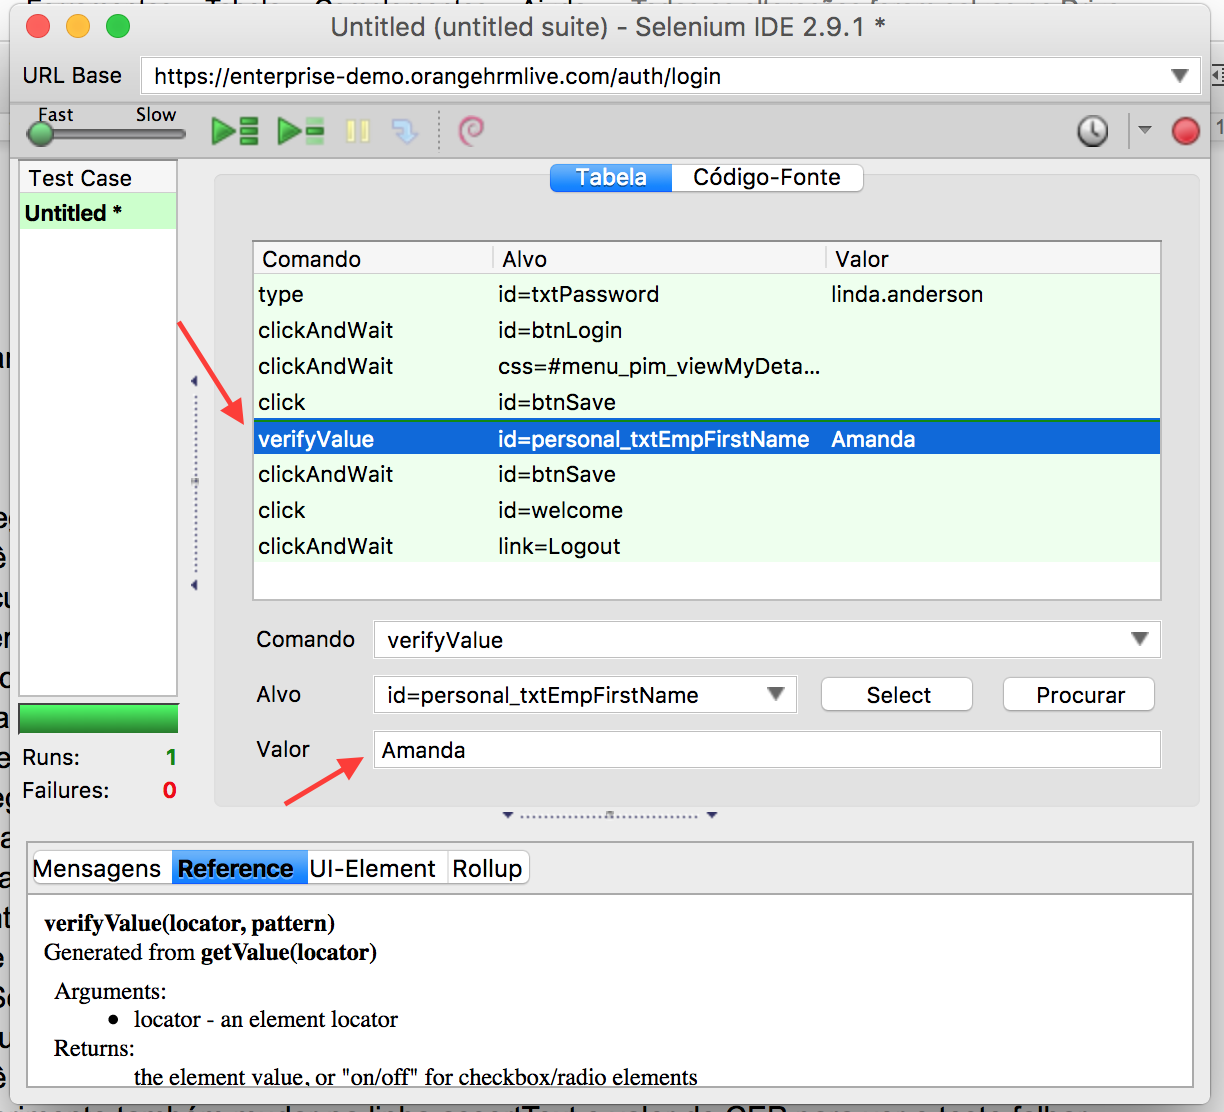 Untitled (untitled suite) - Selenium IDE 2.9.1 *
URL Base https://enterprise-demo.orangehrmlive.com/auth/login
Fast Slow
Test Case
Untitled *
Tabela Código-Fonte
Comando Alvo Valor
type id=txtPassword linda.anderson
clickAndWait id=btnLogin
clickAndWait css=#menu_pim_viewMyDeta...
click id=btnSave
verifyValue id=personal_txtEmpFirstName Amanda
clickAndWait id=btnSave
click id=welcome
clickAndWait link=Logout
Comando verifyValue
Alvo id=personal_txtEmpFirstName Select Procurar
Valor Amanda
Runs: 1
Failures: 0
Mensagens Reference UI-Element Rollup
verifyValue(locator, pattern)
Generated from getValue(locator)
Arguments:
• locator - an element locator
Returns:
the element value, or "on/off" for checkbox/radio elements